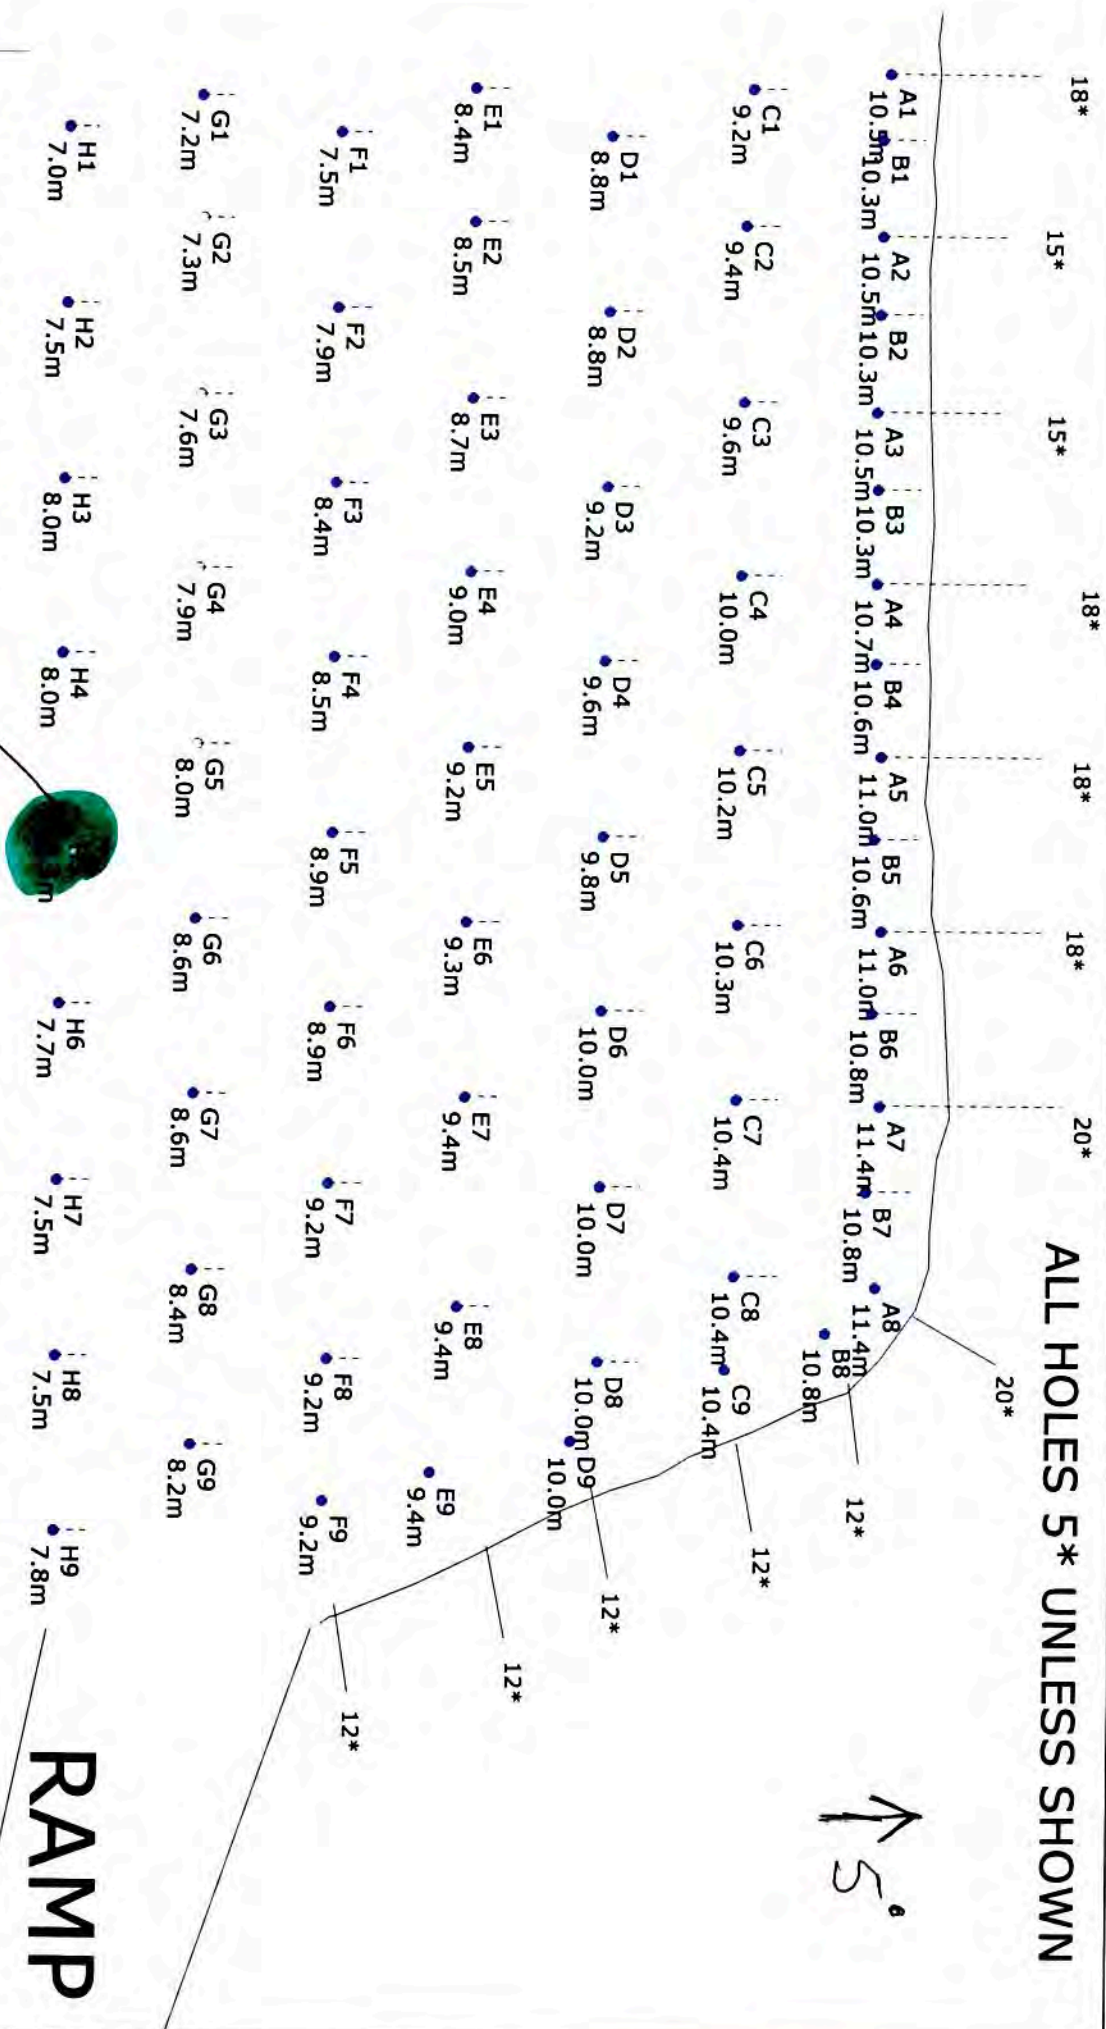 18*
15*
15*
18*
18*
18*
20*
ALL HOLES 5* UNLESS SHOWN
20*
12*
12*
12*
12*
12*
5°
A1
10.5m
B1
10.3m
A2
10.5m
B2
10.3m
A3
10.5m
B3
10.3m
A4
10.7m
B4
10.6m
A5
11.0m
B5
10.6m
A6
11.0m
B6
10.8m
A7
11.4m
B7
10.8m
A8
11.4m
B8
10.8m
C1
9.2m
C2
9.4m
C3
9.6m
C4
10.0m
C5
10.2m
C6
10.3m
C7
10.4m
C8
10.4m
C9
10.4m
D1
8.8m
D2
8.8m
D3
9.2m
D4
9.6m
D5
9.8m
D6
10.0m
D7
10.0m
D8
10.0m
D9
10.0m
E1
8.4m
E2
8.5m
E3
8.7m
E4
9.0m
E5
9.2m
E6
9.3m
E7
9.4m
E8
9.4m
E9
9.4m
F1
7.5m
F2
7.9m
F3
8.4m
F4
8.5m
F5
8.9m
F6
8.9m
F7
9.2m
F8
9.2m
F9
9.2m
G1
7.2m
G2
7.3m
G3
7.6m
G4
7.9m
G5
8.0m
G6
8.6m
G7
8.6m
G8
8.4m
G9
8.2m
H1
7.0m
H2
7.5m
H3
8.0m
H4
8.0m
H6
7.7m
H7
7.5m
H8
7.5m
H9
7.8m
RAMP